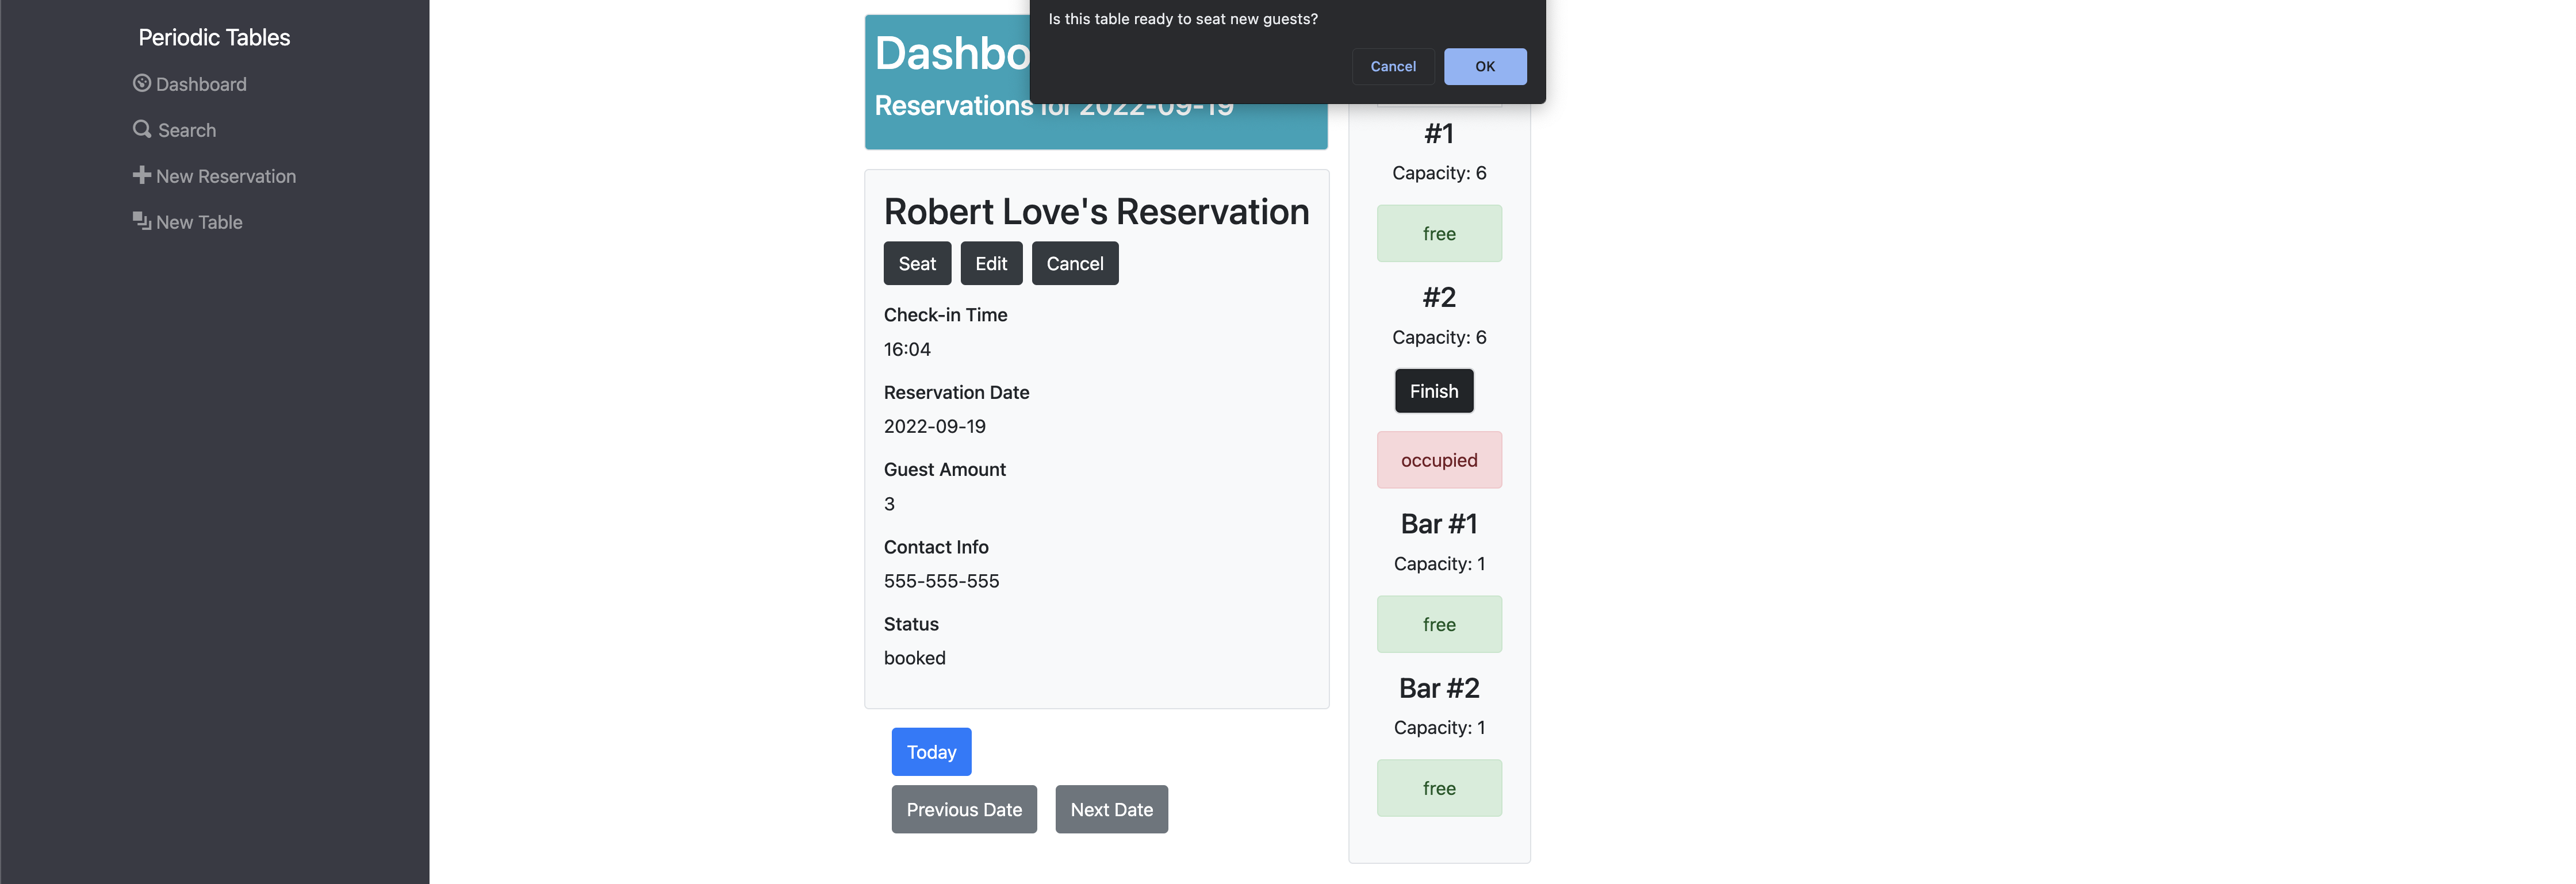 Periodic Tables
Dashboard
Search
New Reservation
New Table
Is this table ready to seat new guests?
Cancel
OK
Reservations for 2022-09-19
Robert Love's Reservation
Seat
Edit
Cancel
Check-in Time
16:04
Reservation Date
2022-09-19
Guest Amount
3
Contact Info
555-555-555
Status
booked
Today
Previous Date
Next Date
#1
Capacity: 6
free
#2
Capacity: 6
Finish
occupied
Bar #1
Capacity: 1
free
Bar #2
Capacity: 1
free